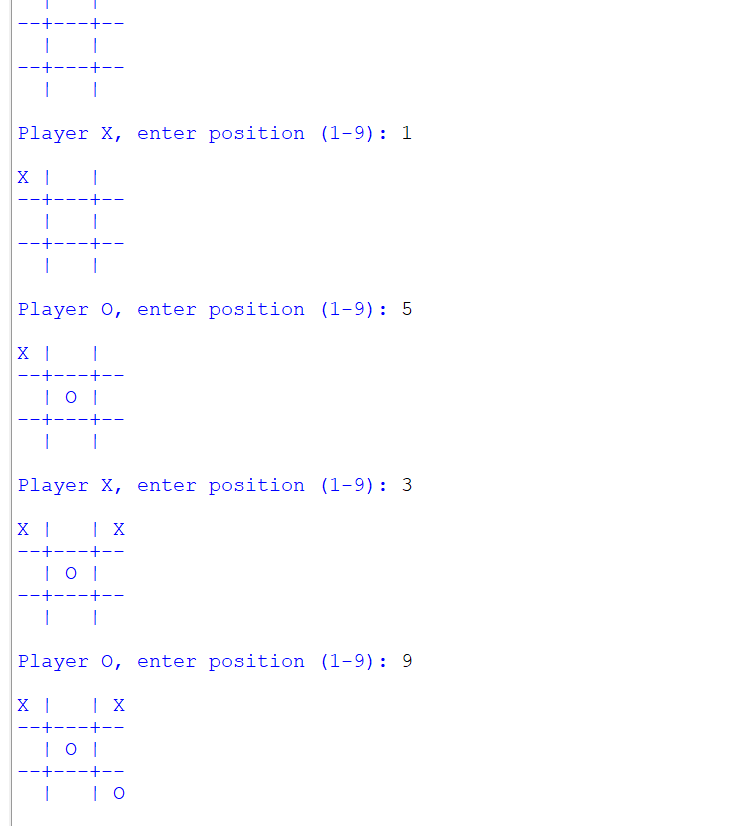 |   |
--+---+--
  |   |
--+---+--
  |   |
Player X, enter position (1-9): 1
X |   |
--+---+--
  |   |
--+---+--
  |   |
Player O, enter position (1-9): 5
X |   |
--+---+--
  | O |
--+---+--
  |   |
Player X, enter position (1-9): 3
X |   | X
--+---+--
  | O |
--+---+--
  |   |
Player O, enter position (1-9): 9
X |   | X
--+---+--
  | O |
--+---+--
  |   | O